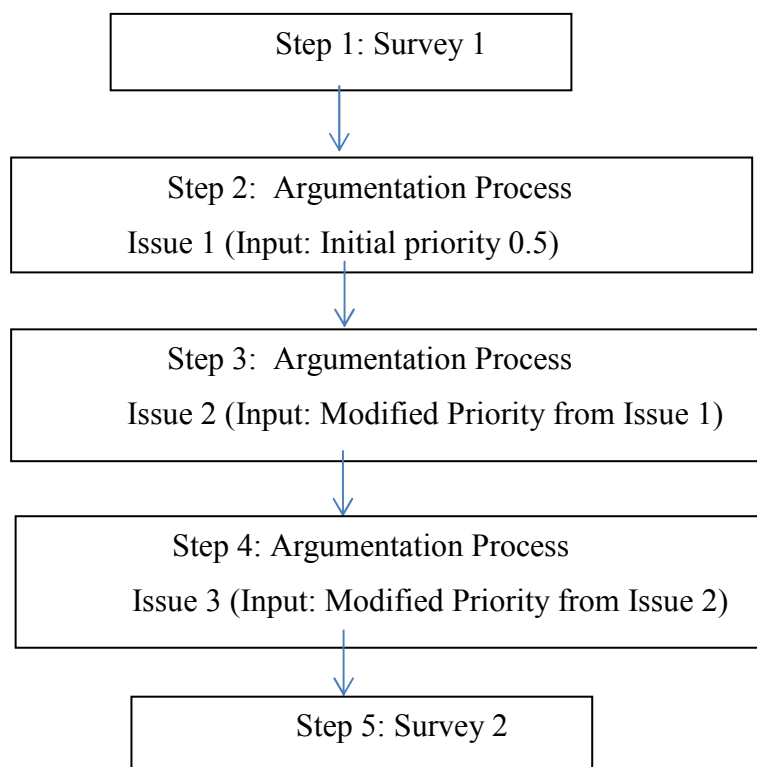 Step 1: Survey 1
Step 2: Argumentation Process
Issue 1 (Input: Initial priority 0.5)
Step 3: Argumentation Process
Issue 2 (Input: Modified Priority from Issue 1)
Step 4: Argumentation Process
Issue 3 (Input: Modified Priority from Issue 2)
Step 5: Survey 2